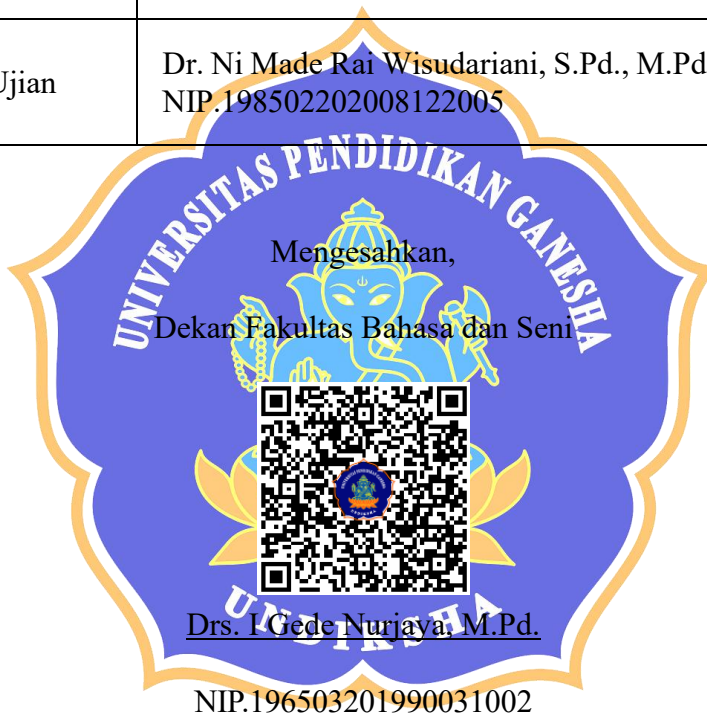 Ujian
Dr. Ni Made Rai Wisudariani, S.Pd., M.Pd
NIP.198502202008122005
UNIVERSITAS PENDIDIKAN GANESHA
Mengesahkan,
Dekan Fakultas Bahasa dan Seni
Drs. I Gede Nurjaya, M.Pd.
UNDIKSHA
NIP.196503201990031002